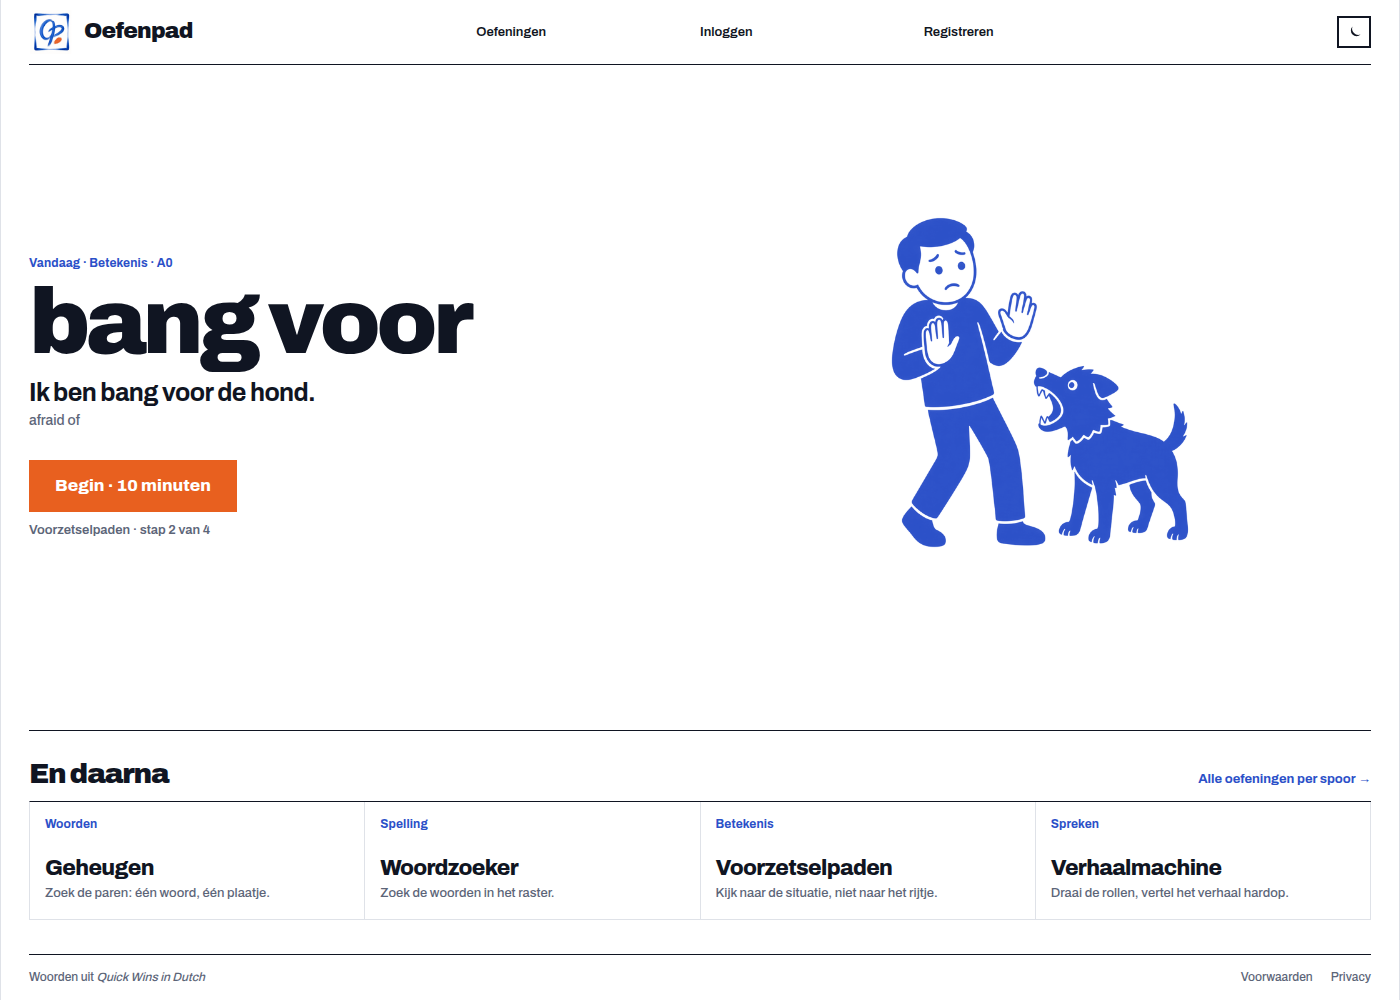 Oefenpad
Oefeningen
Inloggen
Registreren
Vandaag · Betekenis · A0
bang voor
Ik ben bang voor de hond.
afraid of
Begin · 10 minuten
Voorzetselpaden · stap 2 van 4
En daarna
Alle oefeningen per spoor →
Woorden
Geheugen
Zoek de paren: één woord, één plaatje.
Spelling
Woordzoeker
Zoek de woorden in het raster.
Betekenis
Voorzetselpaden
Kijk naar de situatie, niet naar het rijtje.
Spreken
Verhaalmachine
Draai de rollen, vertel het verhaal hardop.
Woorden uit Quick Wins in Dutch
Voorwaarden
Privacy